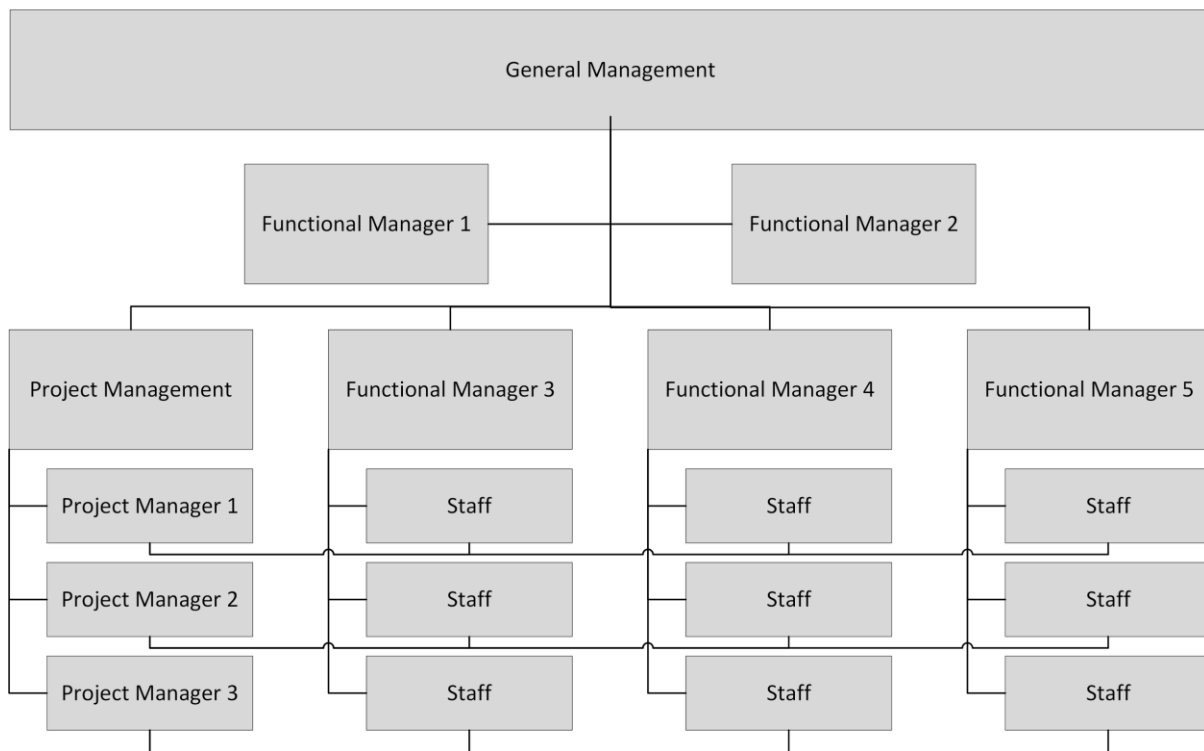 General Management
Functional Manager 1
Functional Manager 2
Project Management
Functional Manager 3
Functional Manager 4
Functional Manager 5
Project Manager 1
Staff
Staff
Staff
Project Manager 2
Staff
Staff
Staff
Project Manager 3
Staff
Staff
Staff